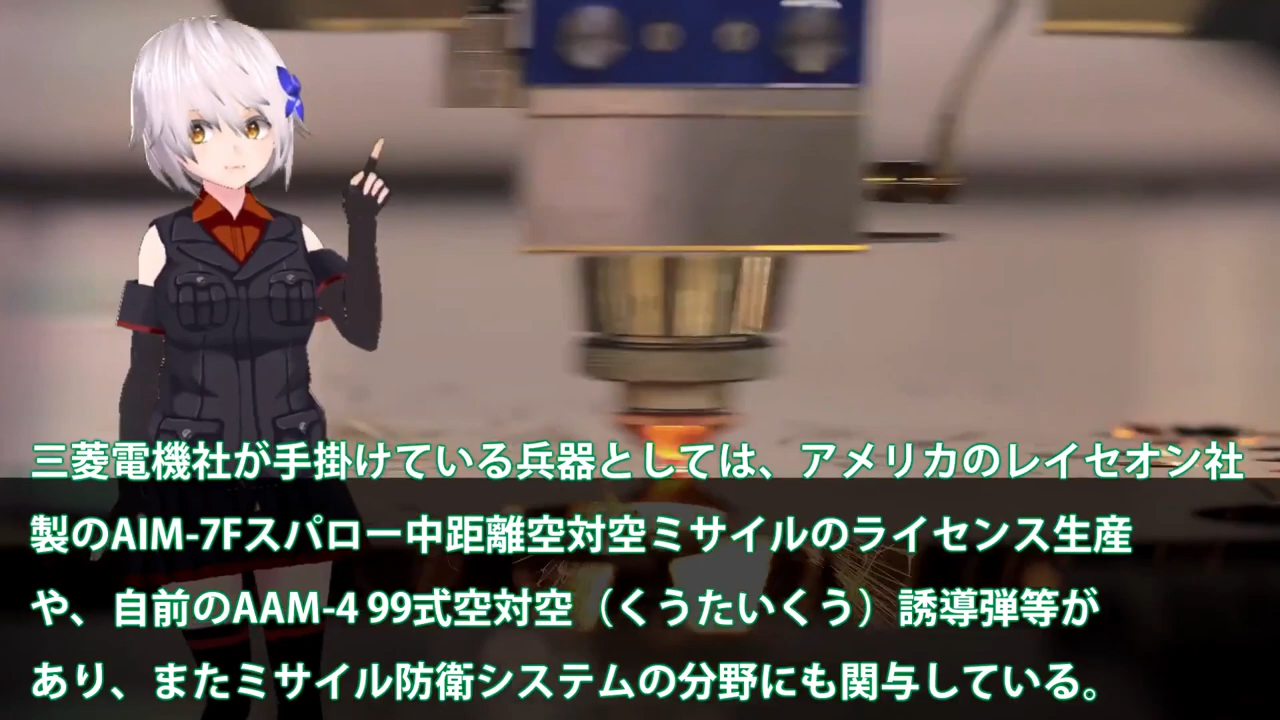 三菱電機社が手掛けている兵器としては、アメリカのレイセオン社
製のAIM-7Fスパロー中距離空対空ミサイルのライセンス生産
や、自前のAAM-4 99式空対空（くうたいくう）誘導弾等が
あり、またミサイル防衛システムの分野にも関与している。